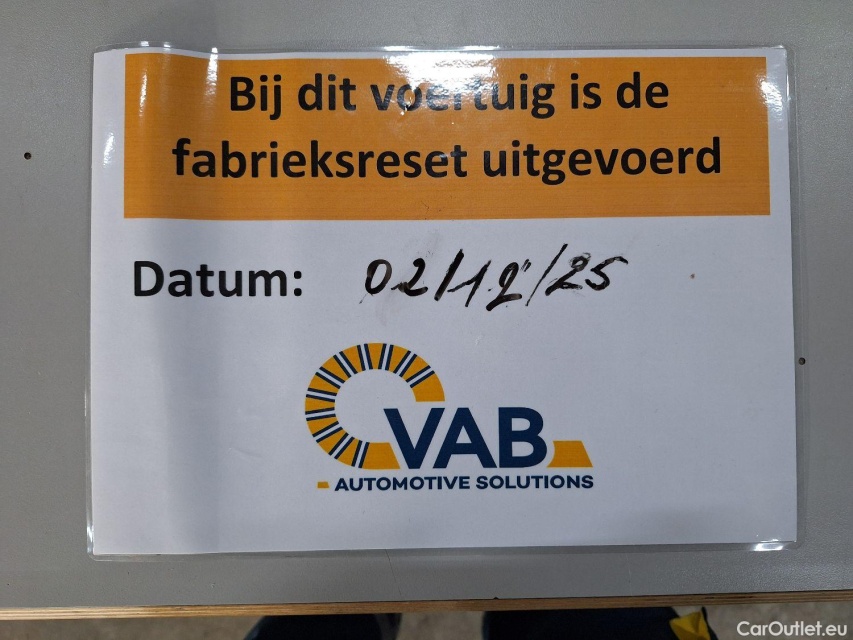 Bij dit voertuig is de
fabrieksreset uitgevoerd
Datum: 02/12/25
VAB
AUTOMOTIVE SOLUTIONS
CarOutlet.eu